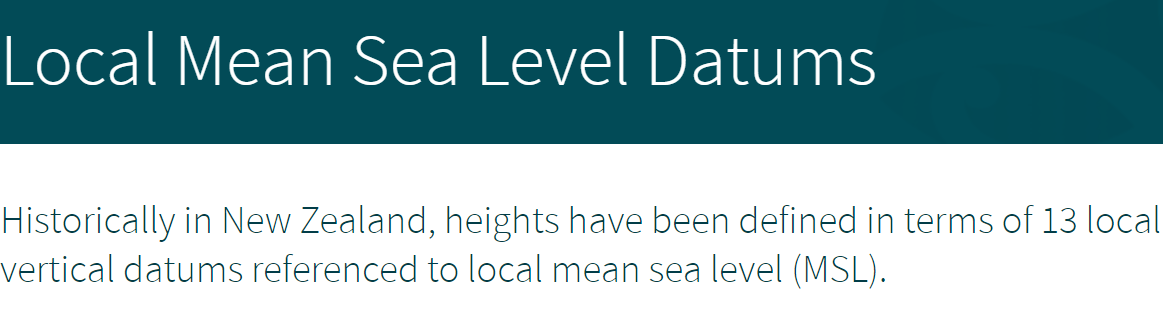 Local Mean Sea Level Datums
Historically in New Zealand, heights have been defined in terms of 13 local
vertical datums referenced to local mean sea level (MSL).